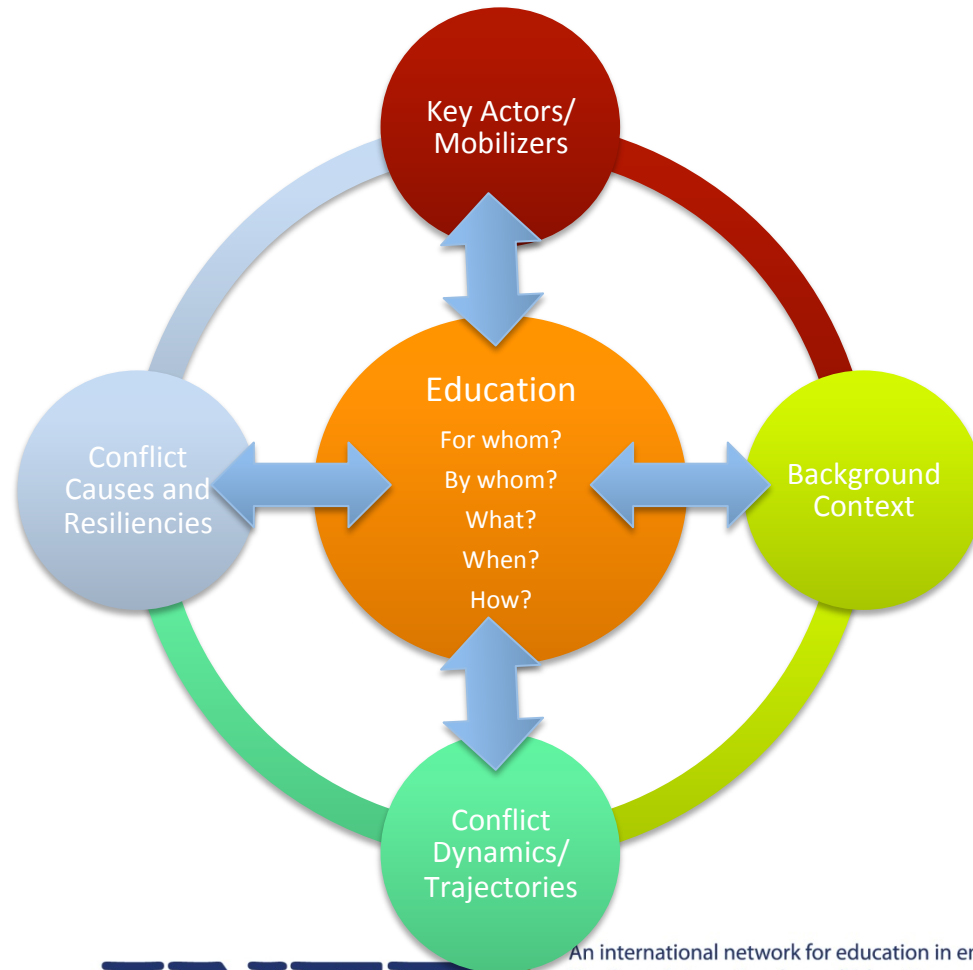 Key Actors/
Mobilizers
Education
For whom?
By whom?
What?
When?
How?
Conflict
Causes and
Resiliencies
Background
Context
Conflict
Dynamics/
Trajectories
An international network for education in